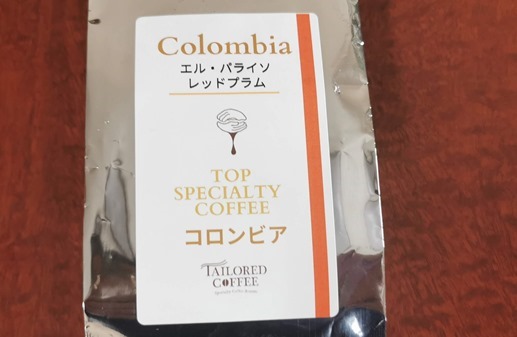 Colombia
エル・パライソ
レッドプラム
TOP
SPECIALTY
COFFEE
コロンビア
TAILORED
COFFEE